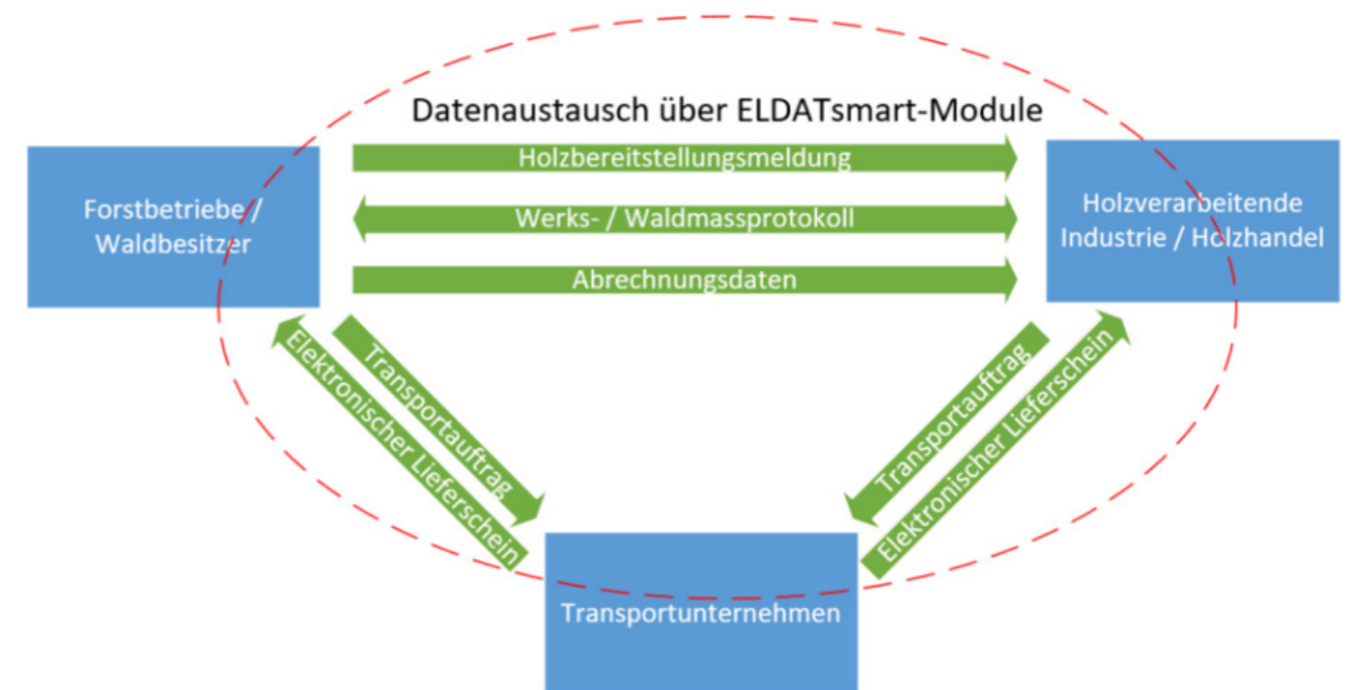 Datenaustausch über ELDATsmart-Module
Holzbereitstellungsmeldung
Forstbetriebe /
Waldbesitzer
Werks- / Waldmassprotokoll
Holzverarbeitende
Industrie / Holzhandel
Abrechnungsdaten
Transportauftrag
Elektronischer Lieferschein
Transportauftrag
Elektronischer Lieferschein
Transportunternehmen